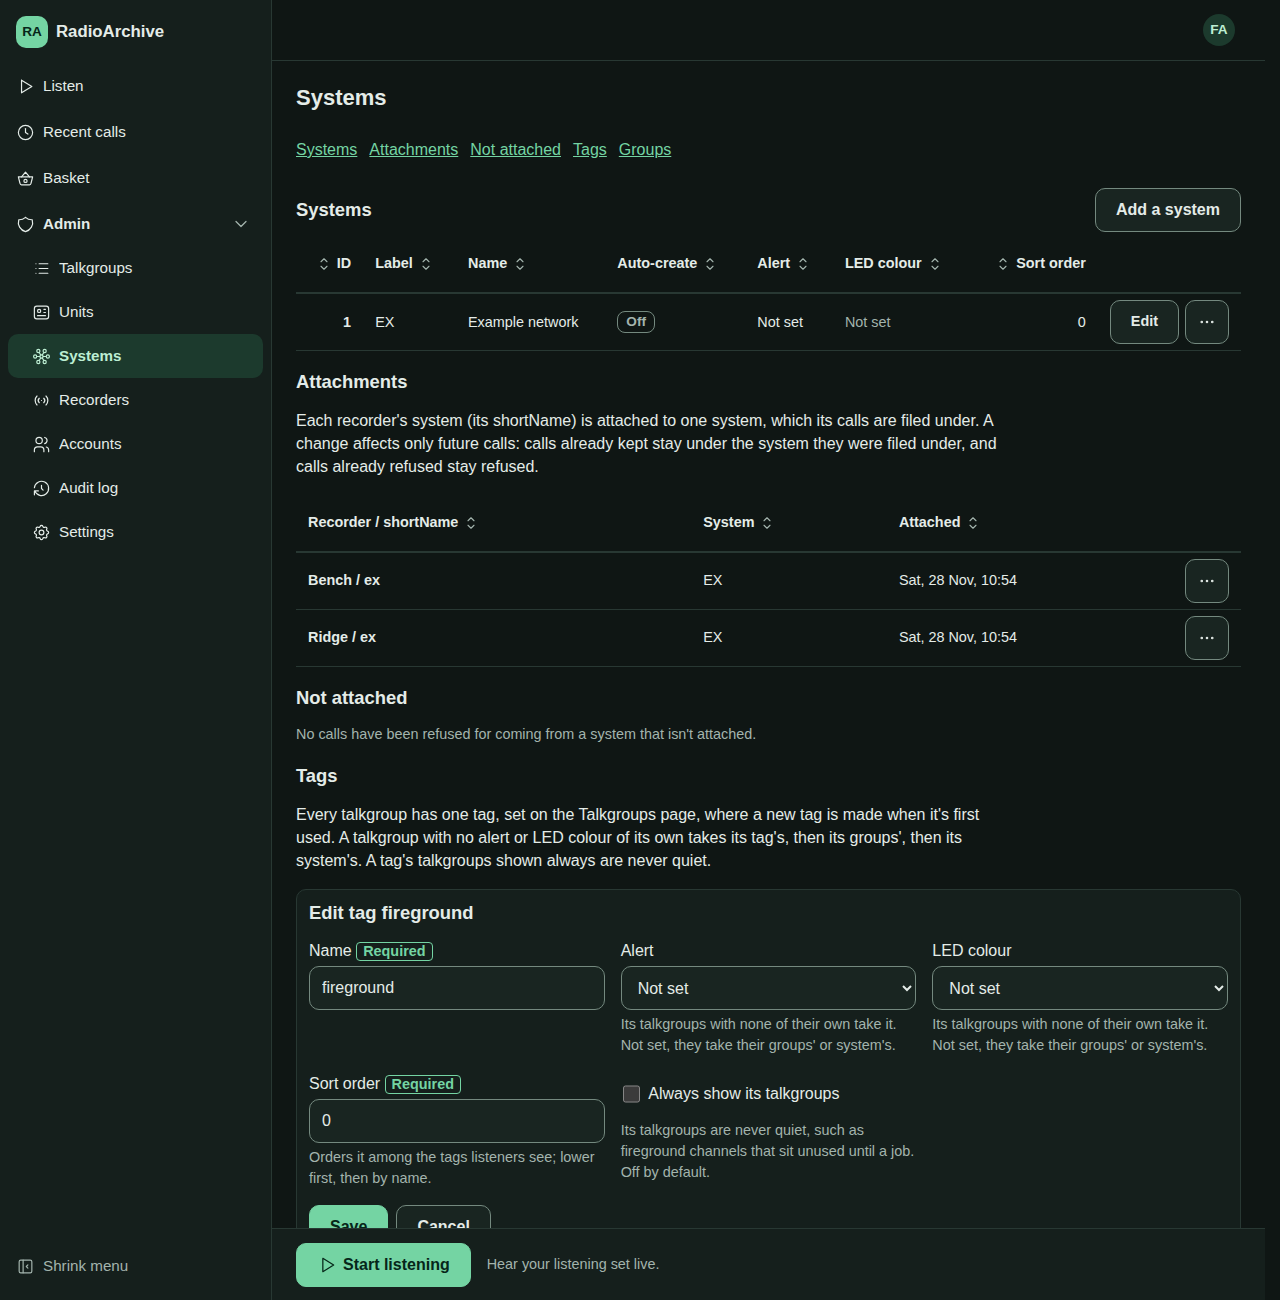 RA RadioArchive
FA
Listen
Recent calls
Basket
Admin
Talkgroups
Units
Systems
Recorders
Accounts
Audit log
Settings
Shrink menu
Systems
Systems Attachments Not attached Tags Groups
Systems
Add a system
ID Label Name Auto-create Alert LED colour Sort order
1 EX Example network Off Not set Not set 0 Edit
Attachments
Each recorder's system (its shortName) is attached to one system, which its calls are filed under. A
change affects only future calls: calls already kept stay under the system they were filed under, and
calls already refused stay refused.
Recorder / shortName System Attached
Bench / ex EX Sat, 28 Nov, 10:54
Ridge / ex EX Sat, 28 Nov, 10:54
Not attached
No calls have been refused for coming from a system that isn't attached.
Tags
Every talkgroup has one tag, set on the Talkgroups page, where a new tag is made when it's first
used. A talkgroup with no alert or LED colour of its own takes its tag's, then its groups', then its
system's. A tag's talkgroups shown always are never quiet.
Edit tag fireground
Name Required
fireground
Alert
Not set
Its talkgroups with none of their own take it.
Not set, they take their groups' or system's.
LED colour
Not set
Its talkgroups with none of their own take it.
Not set, they take their groups' or system's.
Sort order Required
0
Orders it among the tags listeners see; lower
first, then by name.
Always show its talkgroups
Its talkgroups are never quiet, such as
fireground channels that sit unused until a job.
Off by default.
Save Cancel
Start listening Hear your listening set live.